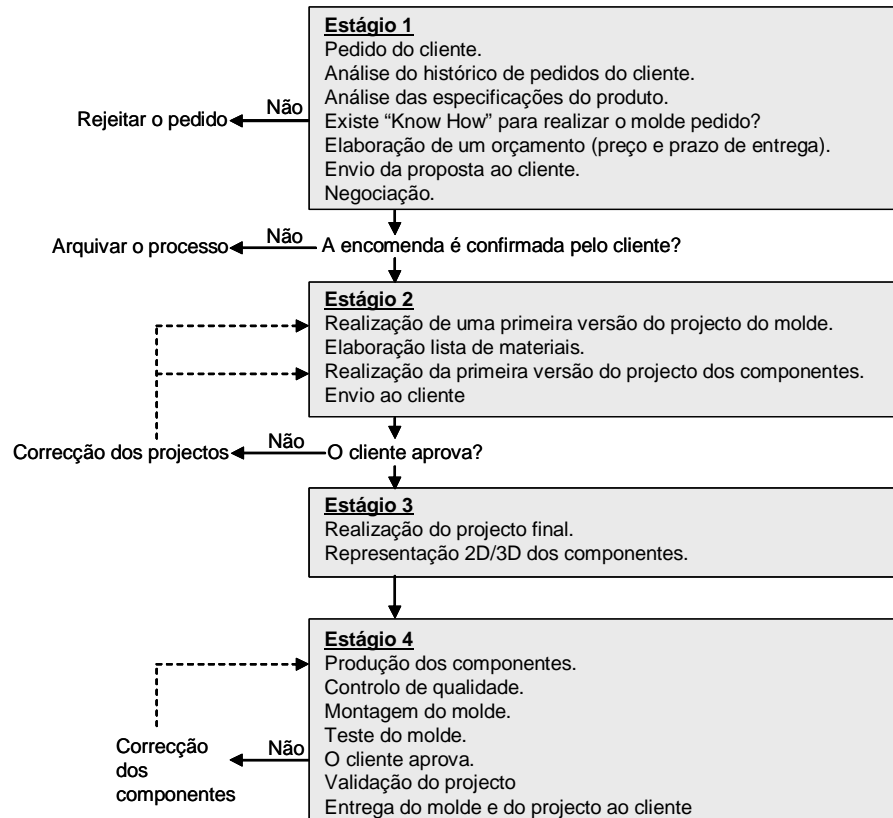 Estágio 1
Pedido do cliente.
Análise do histórico de pedidos do cliente.
Análise das especificações do produto.
Existe “Know How” para realizar o molde pedido?
Elaboração de um orçamento (preço e prazo de entrega).
Envio da proposta ao cliente.
Negociação.
Não
Rejeitar o pedido
A encomenda é confirmada pelo cliente?
Não
Arquivar o processo
Estágio 2
Realização de uma primeira versão do projecto do molde.
Elaboração lista de materiais.
Realização da primeira versão do projecto dos componentes.
Envio ao cliente
O cliente aprova?
Não
Correcção dos projectos
Estágio 3
Realização do projecto final.
Representação 2D/3D dos componentes.
Estágio 4
Produção dos componentes.
Controlo de qualidade.
Montagem do molde.
Teste do molde.
O cliente aprova.
Validação do projecto
Entrega do molde e do projecto ao cliente
Não
Correcção
dos
componentes